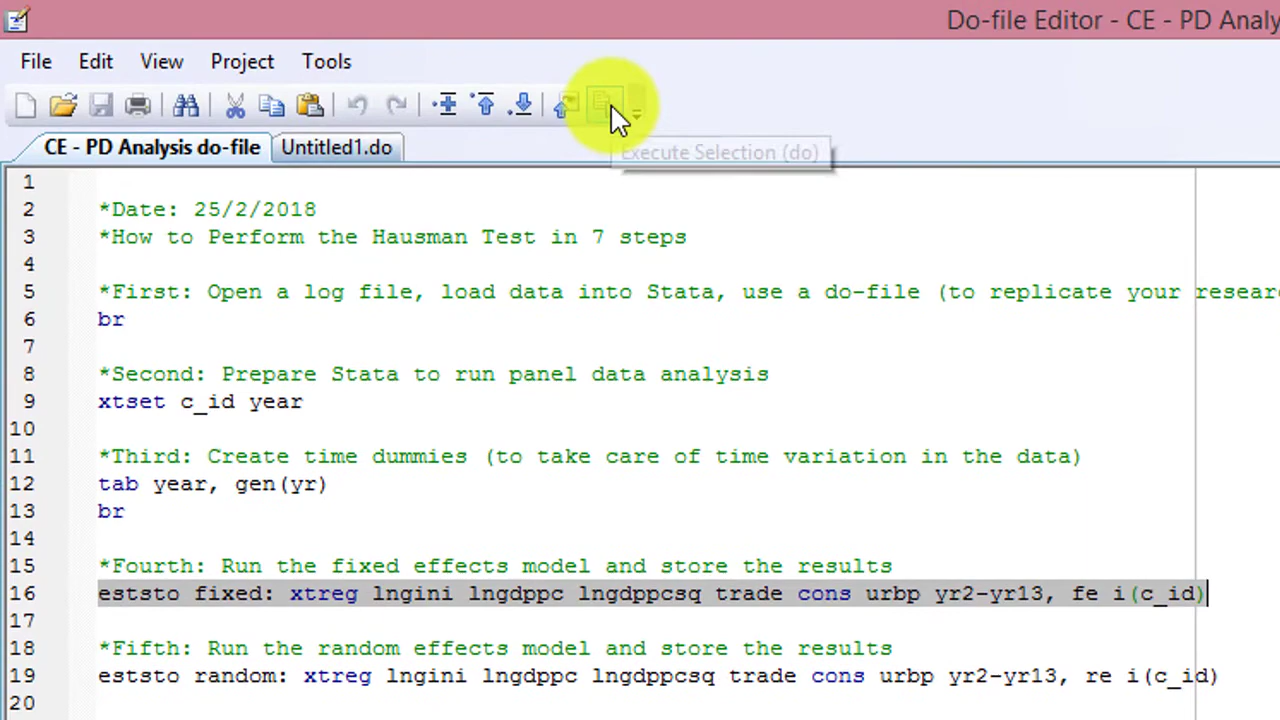 Do-file Editor - CE - PD Analy
File Edit View Project Tools
CE - PD Analysis do-file Untitled1.do
Execute Selection (do)
1
2 *Date: 25/2/2018
3 *How to Perform the Hausman Test in 7 steps
4
5 *First: Open a log file, load data into Stata, use a do-file (to replicate your resear
6 br
7
8 *Second: Prepare Stata to run panel data analysis
9 xtset c_id year
10
11 *Third: Create time dummies (to take care of time variation in the data)
12 tab year, gen(yr)
13 br
14
15 *Fourth: Run the fixed effects model and store the results
16 eststo fixed: xtreg lngini lngdppc lngdppcsq trade cons urbp yr2-yr13, fe i(c_id)
17
18 *Fifth: Run the random effects model and store the results
19 eststo random: xtreg lngini lngdppc lngdppcsq trade cons urbp yr2-yr13, re i(c_id)
20